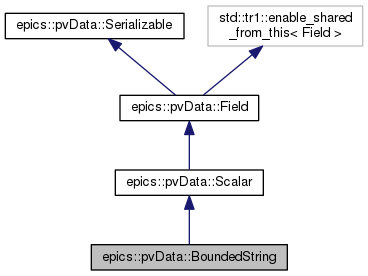 epics::pvData::Serializable
std::tr1::enable_shared
_from_this< Field >
epics::pvData::Field
epics::pvData::Scalar
epics::pvData::BoundedString